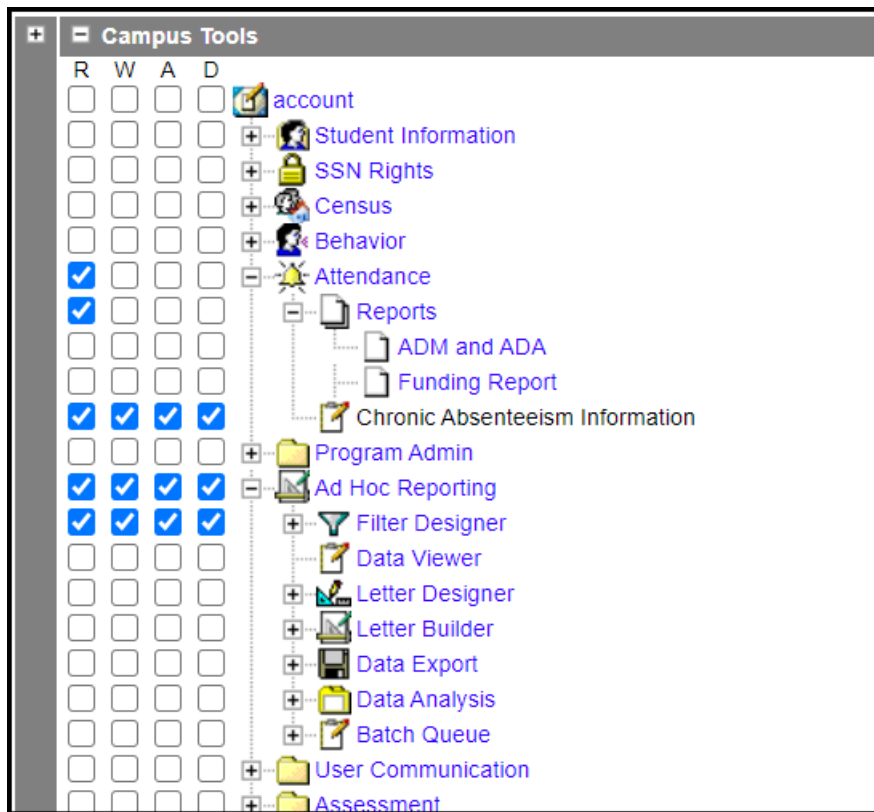 Campus Tools
R W A D
account
Student Information
SSN Rights
Census
Behavior
Attendance
Reports
ADM and ADA
Funding Report
Chronic Absenteeism Information
Program Admin
Ad Hoc Reporting
Filter Designer
Data Viewer
Letter Designer
Letter Builder
Data Export
Data Analysis
Batch Queue
User Communication
Assessment